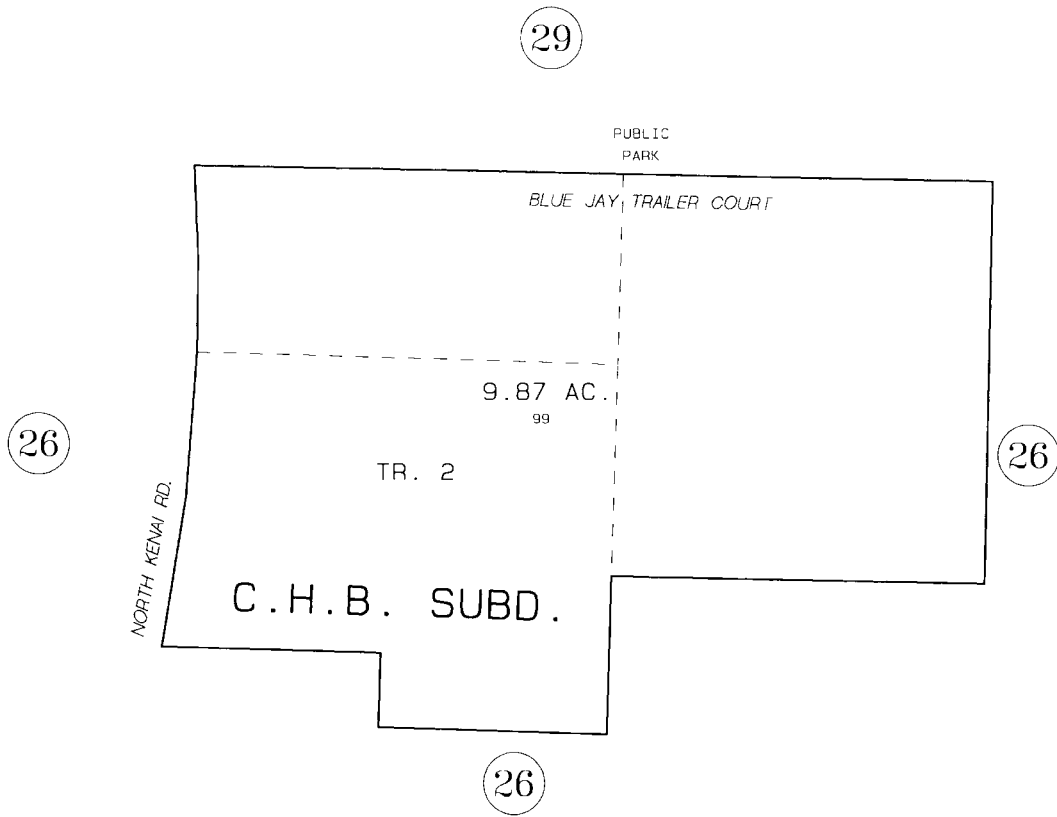 29
PUBLIC
PARK
BLUE JAY TRAILER COURT
9.87 AC.
99
26
26
TR. 2
NORTH KENAI RD.
C.H.B. SUBD.
26